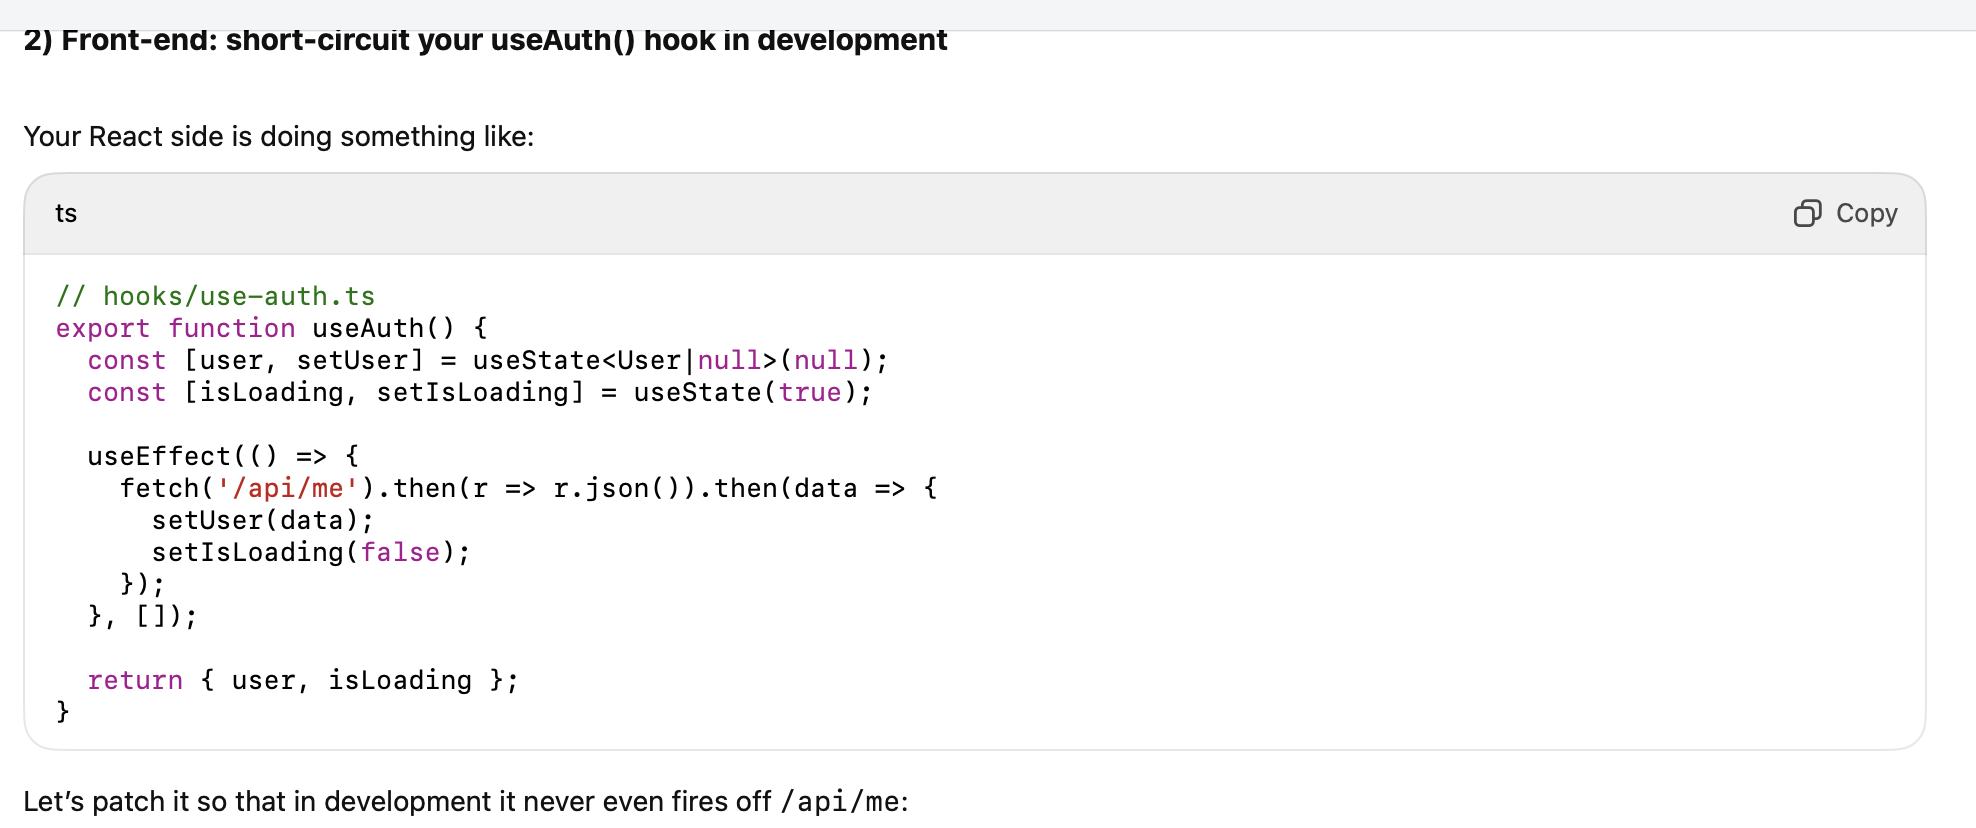 2) Front-end: short-circuit your useAuth() hook in development
Your React side is doing something like:
ts
Copy
// hooks/use-auth.ts
export function useAuth() {
  const [user, setUser] = useState<User|null>(null);
  const [isLoading, setIsLoading] = useState(true);

  useEffect(() => {
    fetch('/api/me').then(r => r.json()).then(data => {
      setUser(data);
      setIsLoading(false);
    });
  }, []);

  return { user, isLoading };
}
Let’s patch it so that in development it never even fires off /api/me: